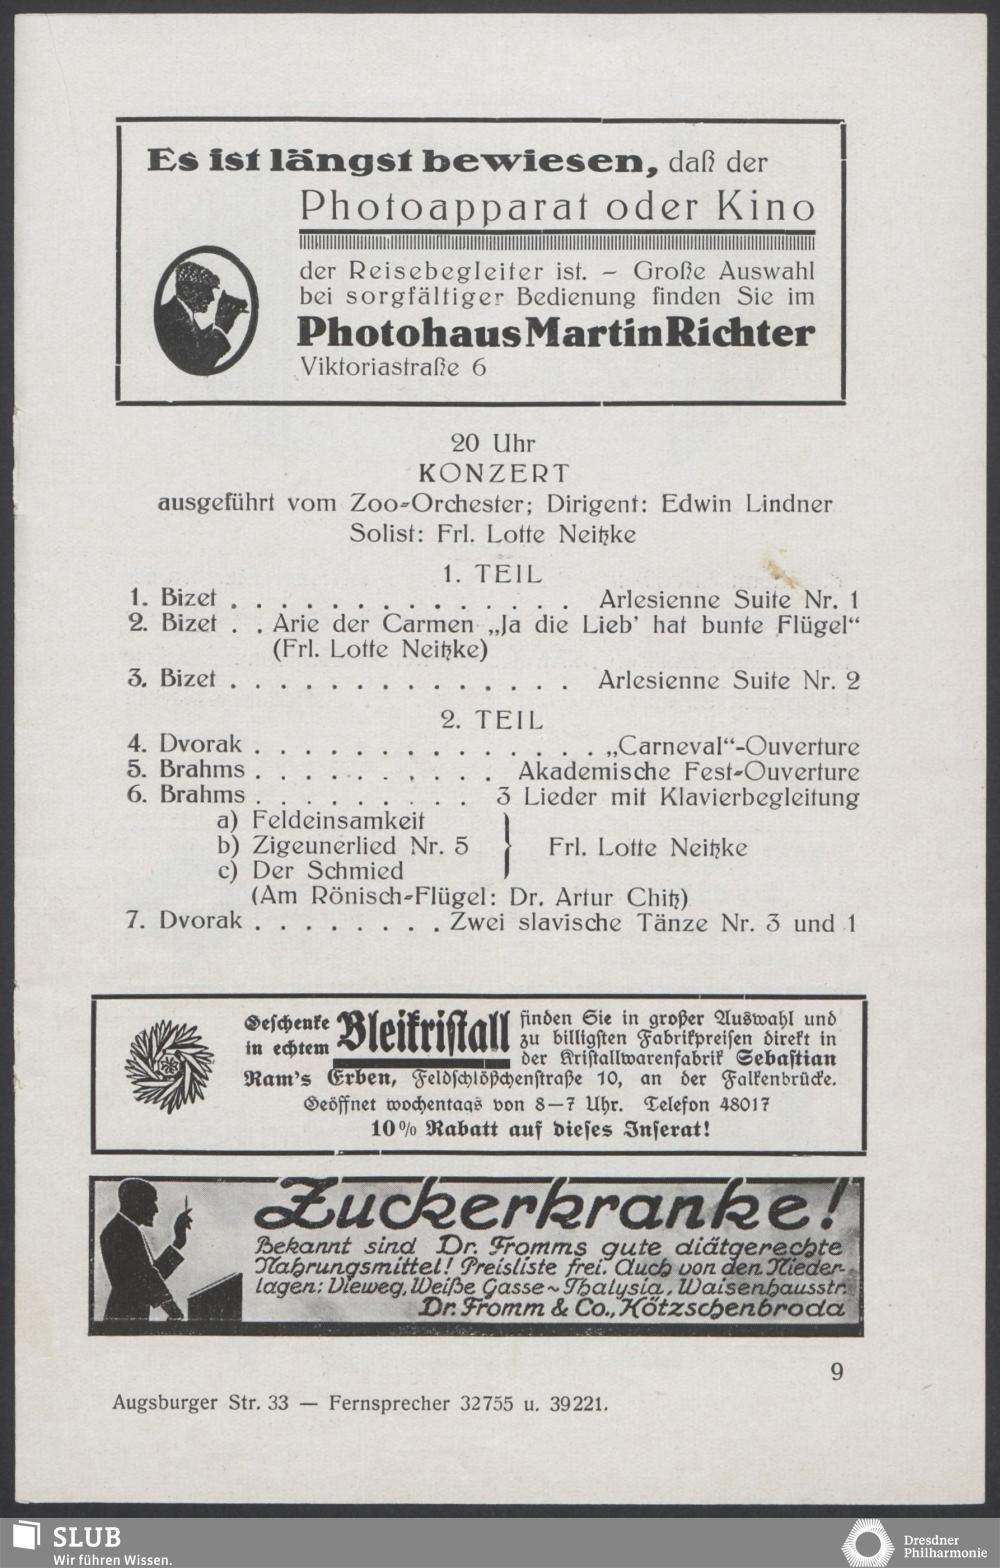 Es ist längst bewiesen, daß der
Photoapparat oder Kino
der Reisebegleiter ist. – Große Auswahl
bei sorgfältiger Bedienung finden Sie im
Photohaus Martin Richter
Viktoriastraße 6
20 Uhr
KONZERT
ausgeführt vom Zoo-Orchester; Dirigent: Edwin Lindner
Solist: Frl. Lotte Neitzke
1. TEIL
1. Bizet . . . . . . . . . . . . . . Arlesienne Suite Nr. 1
2. Bizet . . Arie der Carmen „Ja die Lieb' hat bunte Flügel“
(Frl. Lotte Neitzke)
3. Bizet . . . . . . . . . . . . . . Arlesienne Suite Nr. 2
2. TEIL
4. Dvorak . . . . . . . . . . . . . . „Carneval“-Ouverture
5. Brahms . . . . . . . . . . Akademische Fest-Ouverture
6. Brahms . . . . . . . . . 3 Lieder mit Klavierbegleitung
a) Feldeinsamkeit
b) Zigeunerlied Nr. 5 } Frl. Lotte Neitzke
c) Der Schmied
(Am Rönisch-Flügel: Dr. Artur Chitz)
7. Dvorak . . . . . . . . Zwei slavische Tänze Nr. 3 und 1
Geschenke in echtem Bleikristall finden Sie in großer Auswahl und
zu billigsten Fabrikpreisen direkt in
der Kristallwarenfabrik Sebastian
Ram's Erben, Feldschlößchenstraße 10, an der Falkenbrücke.
Geöffnet wochentags von 8—7 Uhr. Telefon 48017
10% Rabatt auf dieses Inserat!
Zuckerkranke!
Bekannt sind Dr. Fromms gute diätgerechte
Nahrungsmittel! Preisliste frei. Auch von den Nieder-
lagen: Vieweg, Weiße Gasse ~ Thalysia, Waisenhausstr.
Dr. Fromm & Co., Kötzschenbroda
9
Augsburger Str. 33 — Fernsprecher 32755 u. 39221.
SLUB
Wir führen Wissen.
Dresdner
Philharmonie